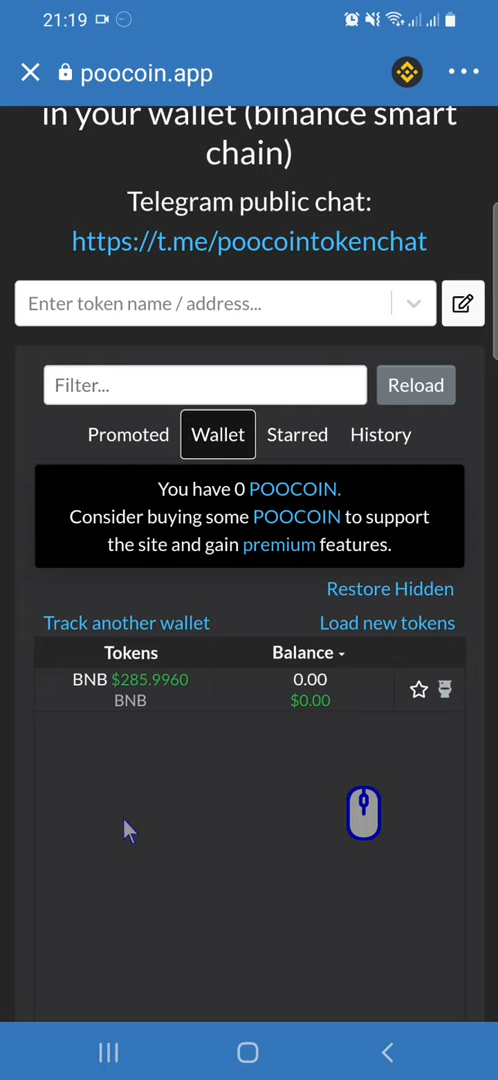 21:19
poocoin.app
in your wallet (binance smart
chain)
Telegram public chat:
https://t.me/poocointokenchat
Enter token name / address...
Filter...
Reload
Promoted Wallet Starred History
You have 0 POOCOIN.
Consider buying some POOCOIN to support
the site and gain premium features.
Restore Hidden
Track another wallet Load new tokens
Tokens Balance
BNB $285.9960 0.00
BNB $0.00